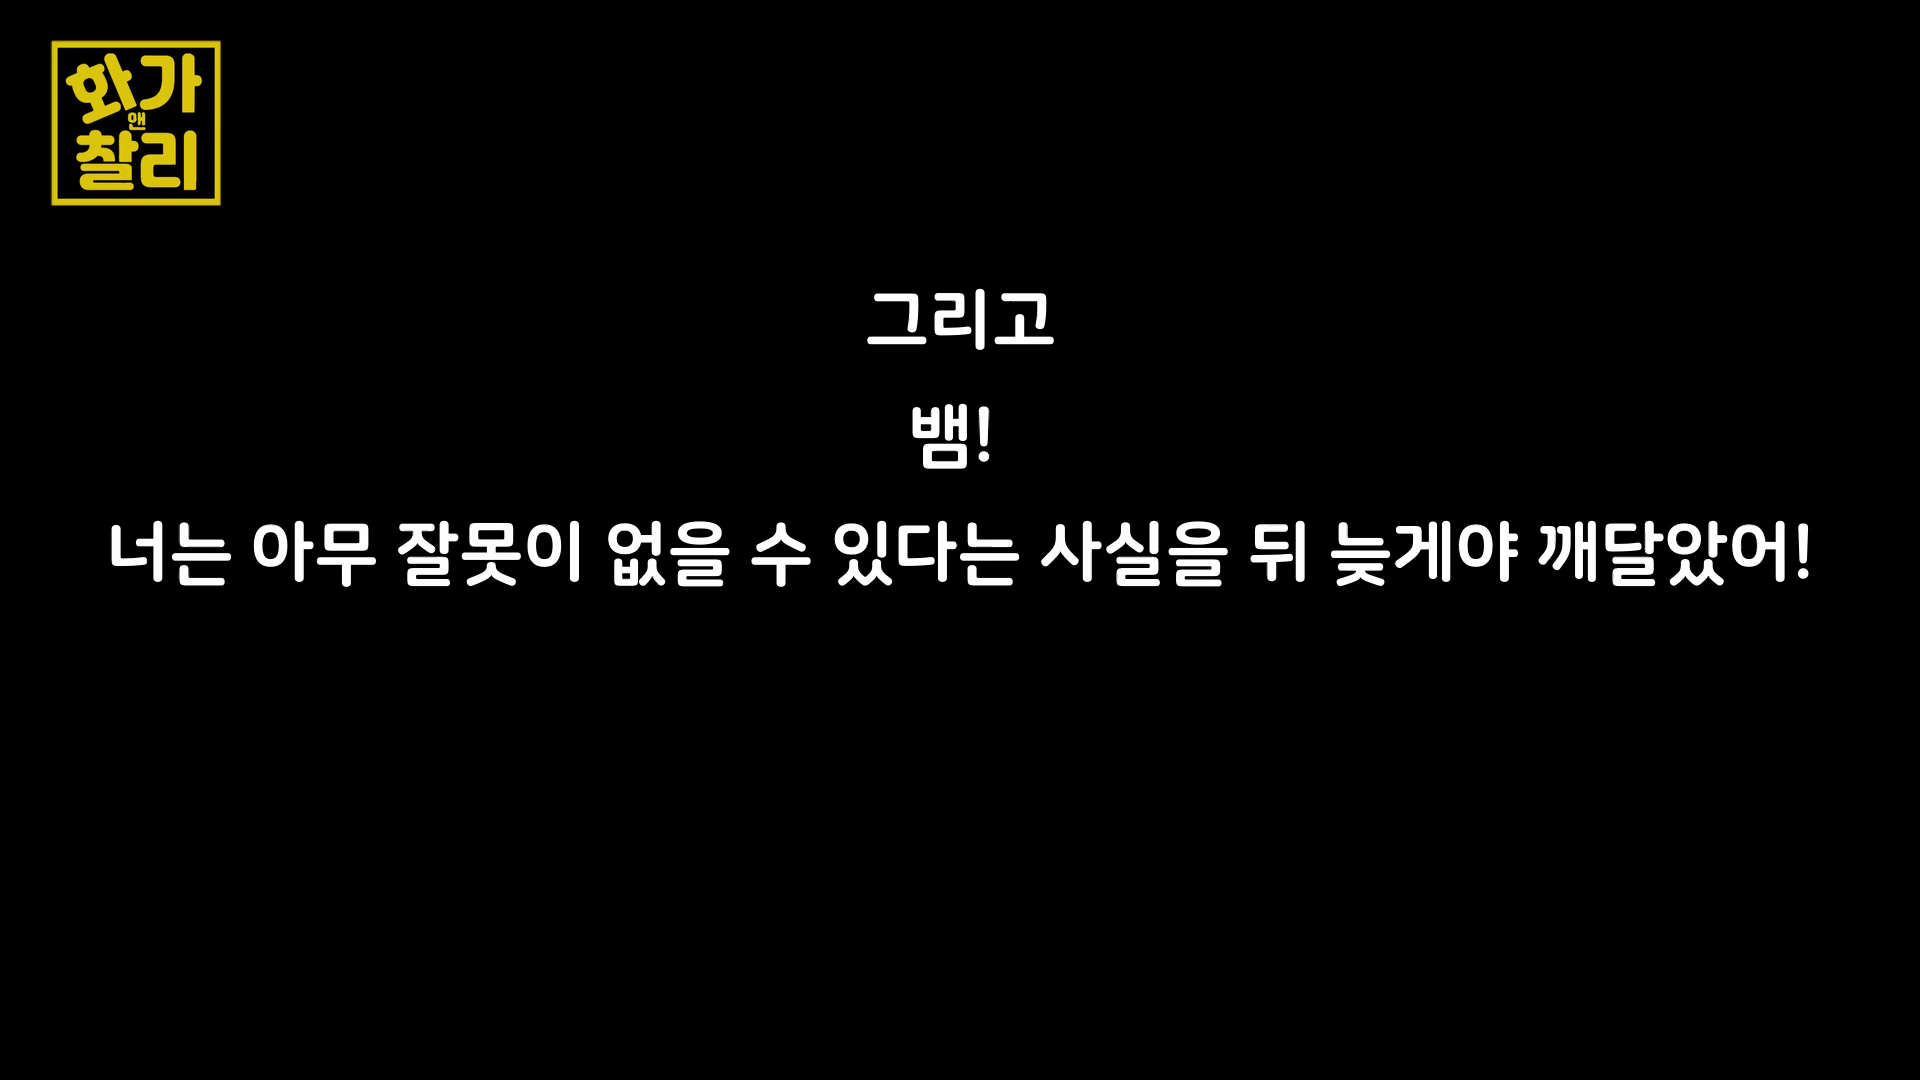 화가
앤
찰리
그리고
뱀!
너는 아무 잘못이 없을 수 있다는 사실을 뒤 늦게야 깨달았어!